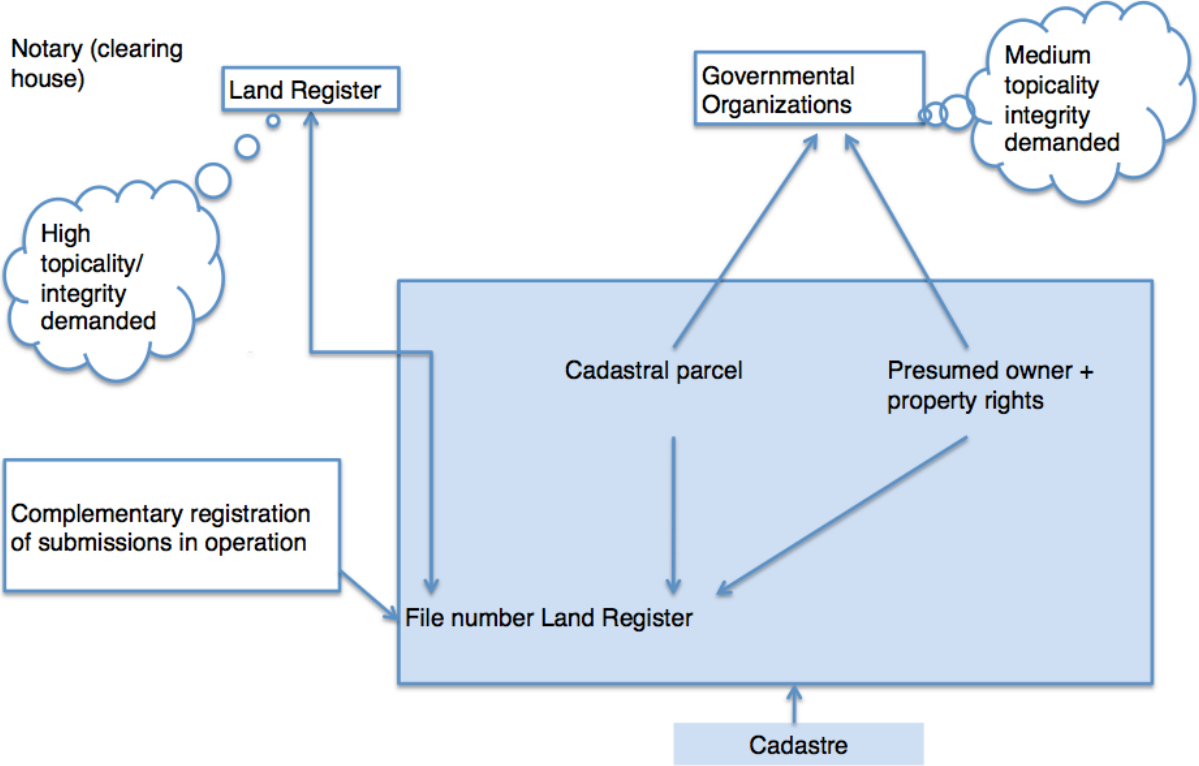 Notary (clearing
house)
Land Register
Governmental
Organizations
Medium
topicality
integrity
demanded
High
topicality/
integrity
demanded
Cadastral parcel
Presumed owner +
property rights
Complementary registration
of submissions in operation
File number Land Register
Cadastre